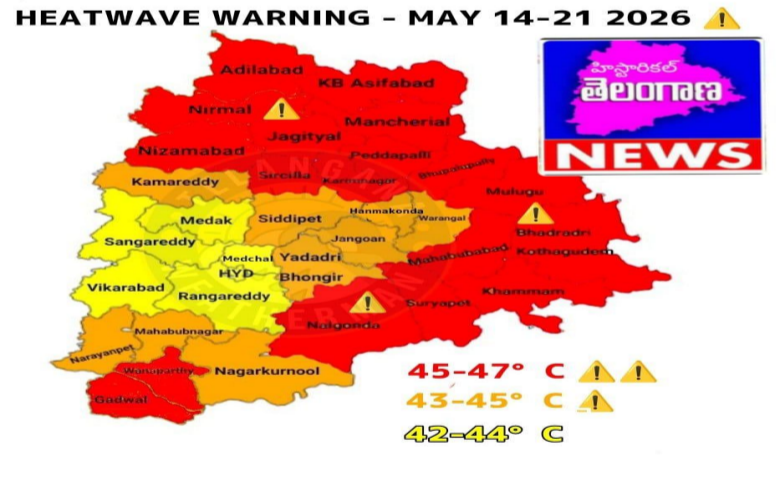 HEATWAVE WARNING – MAY 14-21 2026
హిస్టారికల్
తెలంగాణ
NEWS
Adilabad
KB Asifabad
Nirmal
Mancherial
Jagityal
Nizamabad
Peddapalli
Bhupalapally
Kamareddy
Sircilla
Karimnagar
Mulugu
Medak
Siddipet
Hanmakonda
Warangal
Bhadradri
Sangareddy
Jangoan
Kothagudem
Medchal
Yadadri
Mahabubabad
HYD
Bhongir
Vikarabad
Rangareddy
Khammam
Suryapet
Nalgonda
Mahabubnagar
Narayanpet
Wanaparthy
Nagarkurnool
Gadwal
45-47° C
43-45° C
42-44° C